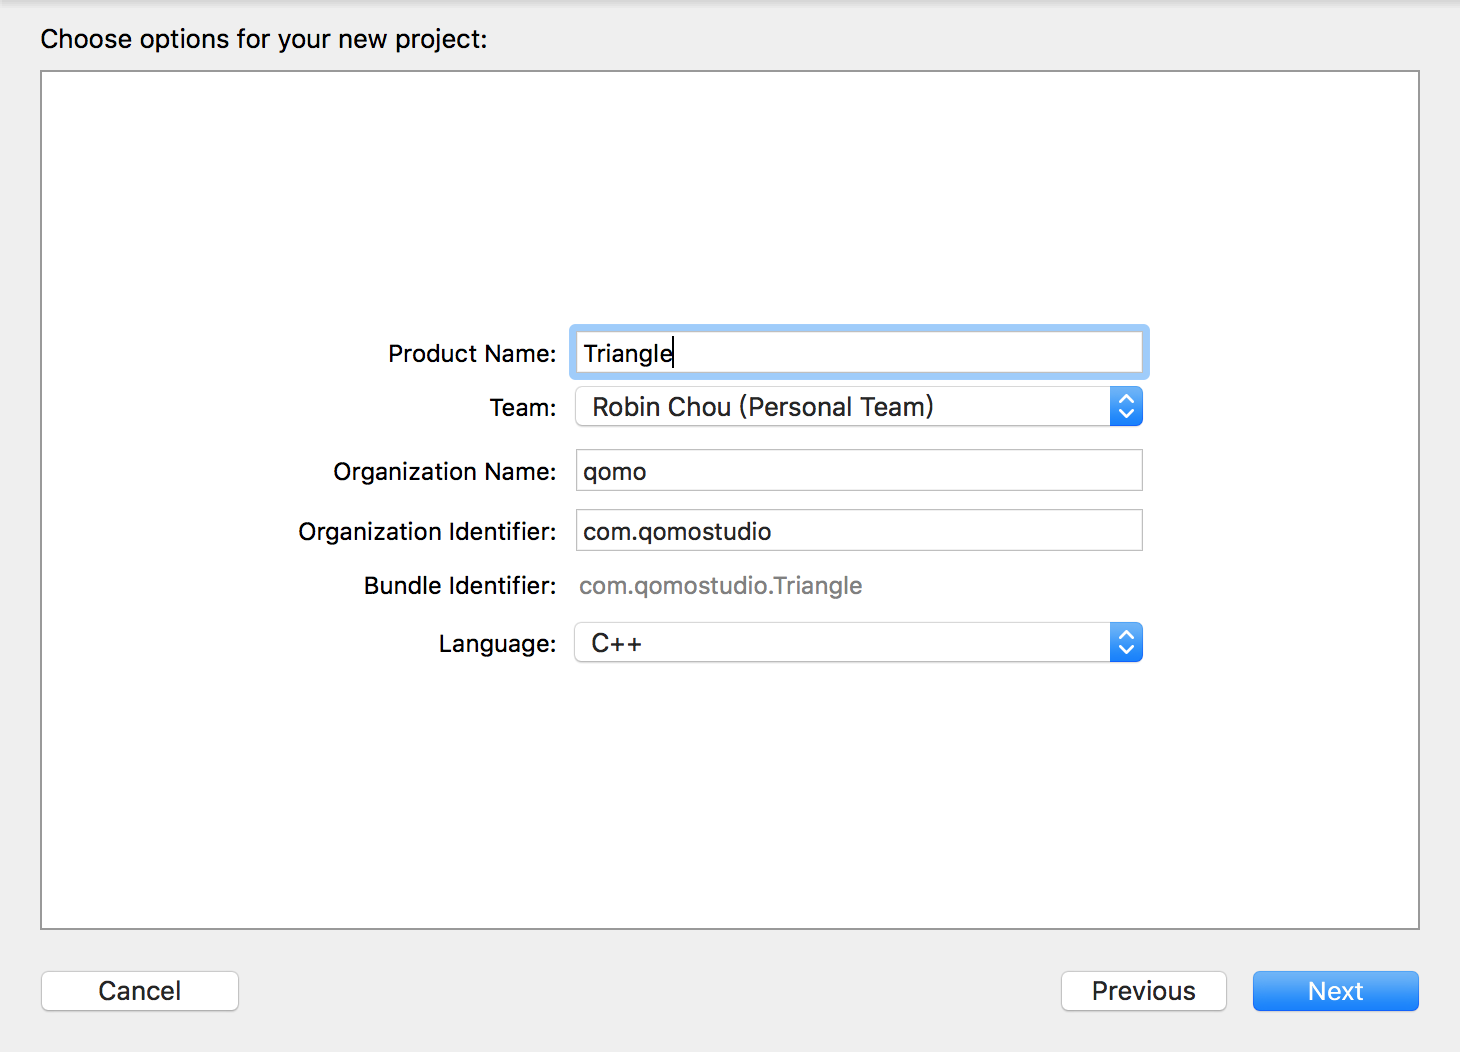 Choose options for your new project:
Product Name: Triangle
Team: Robin Chou (Personal Team)
Organization Name: qomo
Organization Identifier: com.qomostudio
Bundle Identifier: com.qomostudio.Triangle
Language: C++
Cancel Previous Next